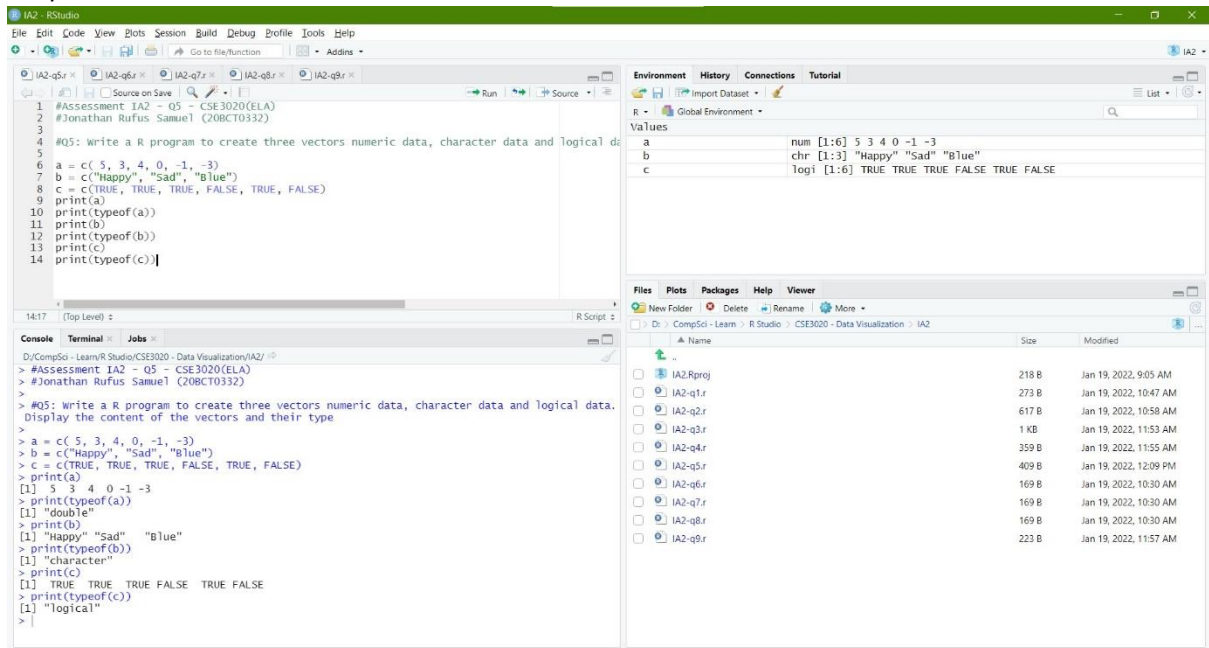 IA2 - RStudio
File Edit Code View Plots Session Build Debug Profile Tools Help
Go to file/function Addins IA2
IA2-q5.r IA2-q6.r IA2-q7.r IA2-q8.r IA2-q9.r
Source on Save Run Source
1 #Assessment IA2 - Q5 - CSE3020(ELA)
2 #Jonathan Rufus Samuel (20BCT0332)
3
4 #Q5: Write a R program to create three vectors numeric data, character data and logical da
5
6 a = c( 5, 3, 4, 0, -1, -3)
7 b = c("Happy", "Sad", "Blue")
8 c = c(TRUE, TRUE, TRUE, FALSE, TRUE, FALSE)
9 print(a)
10 print(typeof(a))
11 print(b)
12 print(typeof(b))
13 print(c)
14 print(typeof(c))
14:17 (Top Level) R Script
Console Terminal Jobs
D:/CompSci - Learn/R Studio/CSE3020 - Data Visualization/IA2/
> #Assessment IA2 - Q5 - CSE3020(ELA)
> #Jonathan Rufus Samuel (20BCT0332)
>
> #Q5: Write a R program to create three vectors numeric data, character data and logical data.
Display the content of the vectors and their type
>
> a = c( 5, 3, 4, 0, -1, -3)
> b = c("Happy", "Sad", "Blue")
> c = c(TRUE, TRUE, TRUE, FALSE, TRUE, FALSE)
> print(a)
[1]  5  3  4  0 -1 -3
> print(typeof(a))
[1] "double"
> print(b)
[1] "Happy" "Sad"   "Blue"
> print(typeof(b))
[1] "character"
> print(c)
[1]  TRUE  TRUE  TRUE FALSE  TRUE FALSE
> print(typeof(c))
[1] "logical"
>
Environment History Connections Tutorial
Import Dataset List
R Global Environment
Values
a num [1:6] 5 3 4 0 -1 -3
b chr [1:3] "Happy" "Sad" "Blue"
c logi [1:6] TRUE TRUE TRUE FALSE TRUE FALSE
Files Plots Packages Help Viewer
New Folder Delete Rename More
D: > CompSci - Learn > R Studio > CSE3020 - Data Visualization > IA2
Name Size Modified
..
IA2.Rproj 218 B Jan 19, 2022, 9:05 AM
IA2-q1.r 273 B Jan 19, 2022, 10:47 AM
IA2-q2.r 617 B Jan 19, 2022, 10:58 AM
IA2-q3.r 1 KB Jan 19, 2022, 11:53 AM
IA2-q4.r 359 B Jan 19, 2022, 11:55 AM
IA2-q5.r 409 B Jan 19, 2022, 12:09 PM
IA2-q6.r 169 B Jan 19, 2022, 10:30 AM
IA2-q7.r 169 B Jan 19, 2022, 10:30 AM
IA2-q8.r 169 B Jan 19, 2022, 10:30 AM
IA2-q9.r 223 B Jan 19, 2022, 11:57 AM